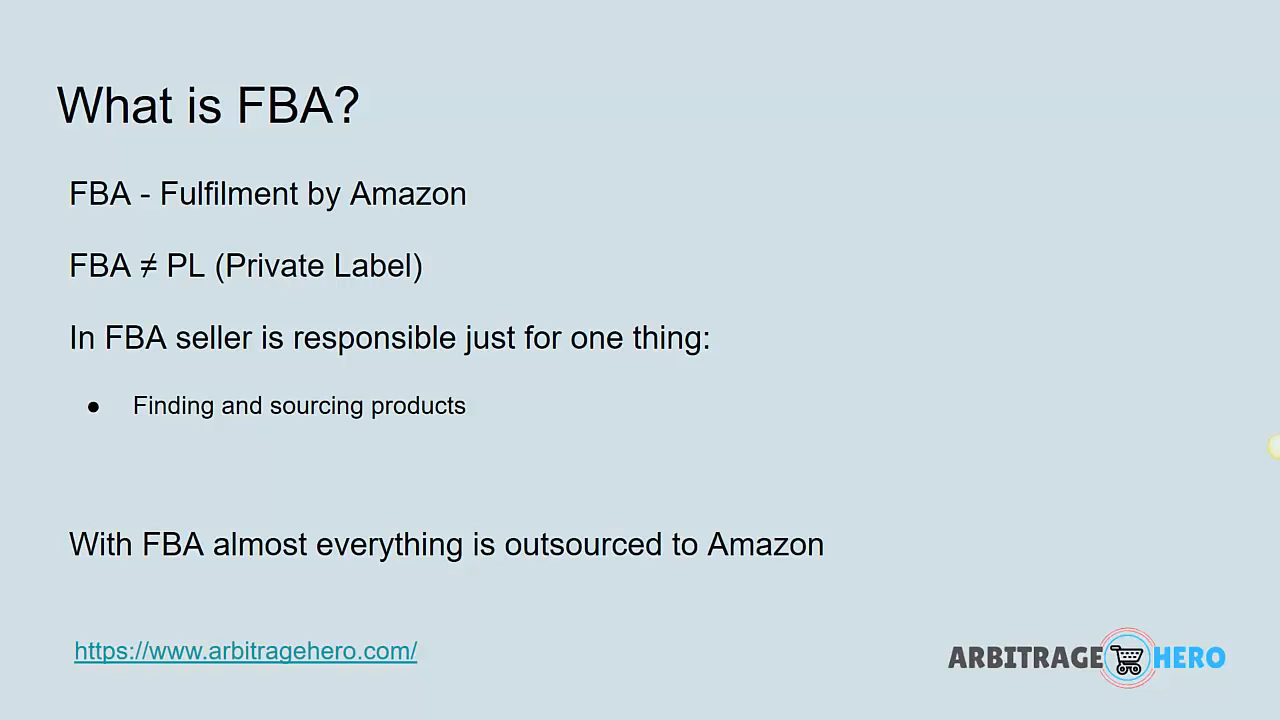 What is FBA?
FBA - Fulfilment by Amazon
FBA ≠ PL (Private Label)
In FBA seller is responsible just for one thing:
● Finding and sourcing products
With FBA almost everything is outsourced to Amazon
https://www.arbitragehero.com/
ARBITRAGE HERO